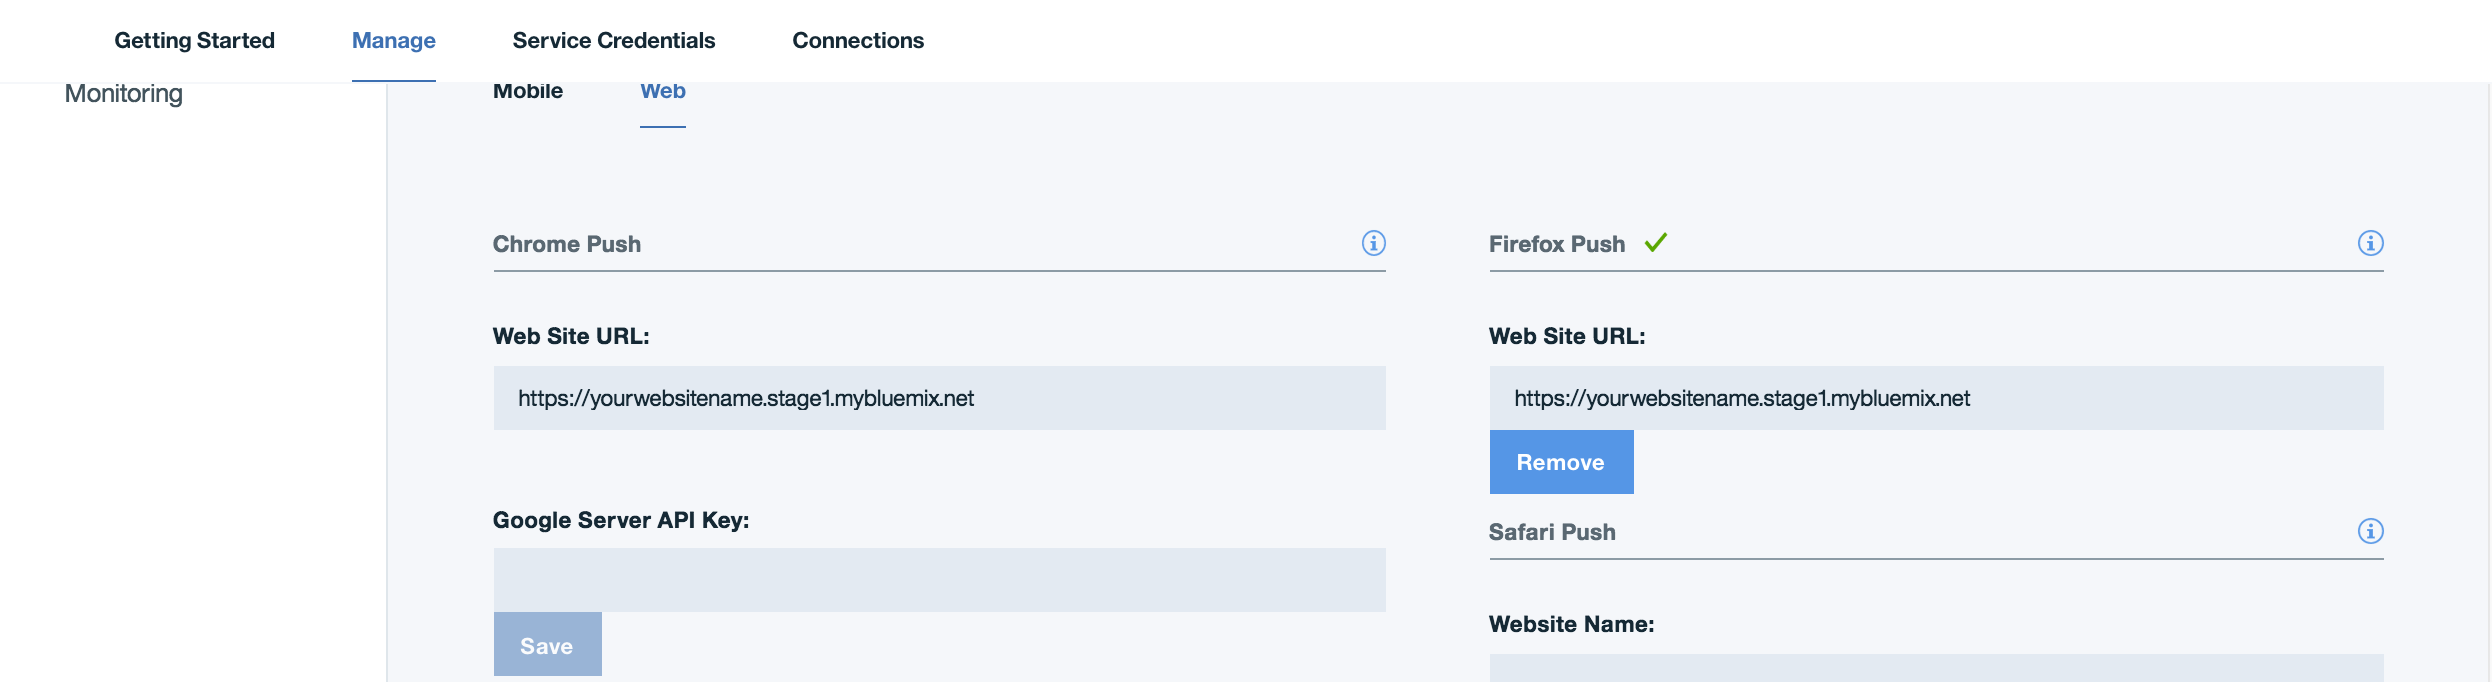 Getting Started
Manage
Service Credentials
Connections
Monitoring
Mobile
Web
Chrome Push
Web Site URL:
https://yourwebsitename.stage1.mybluemix.net
Google Server API Key:
Save
Firefox Push
Web Site URL:
https://yourwebsitename.stage1.mybluemix.net
Remove
Safari Push
Website Name: